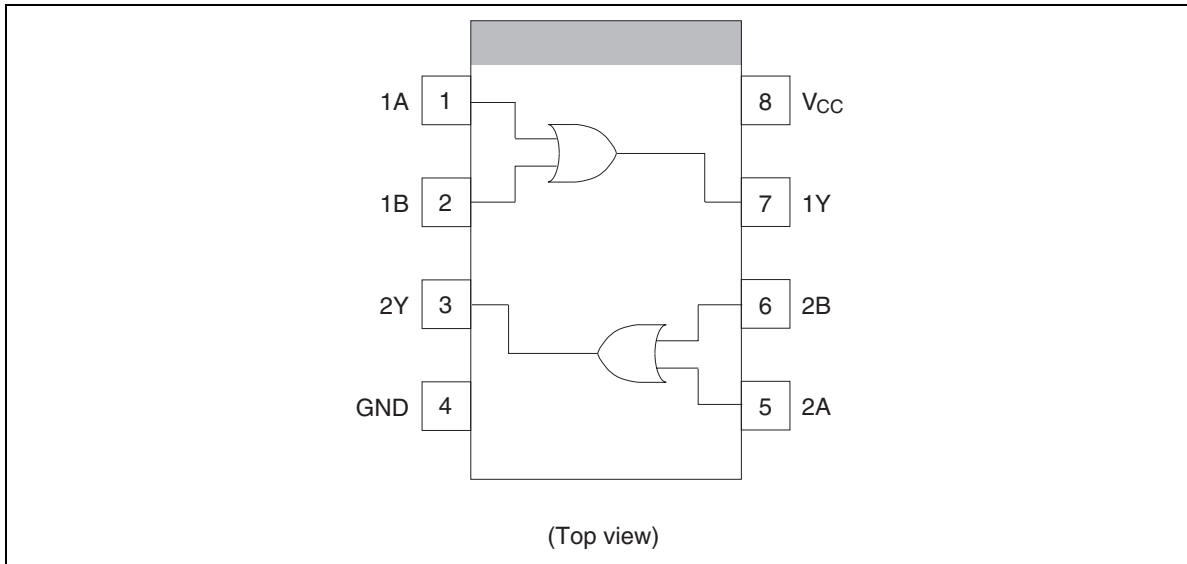 1A 1 8 VCC
1B 2 7 1Y
2Y 3 6 2B
GND 4 5 2A
(Top view)